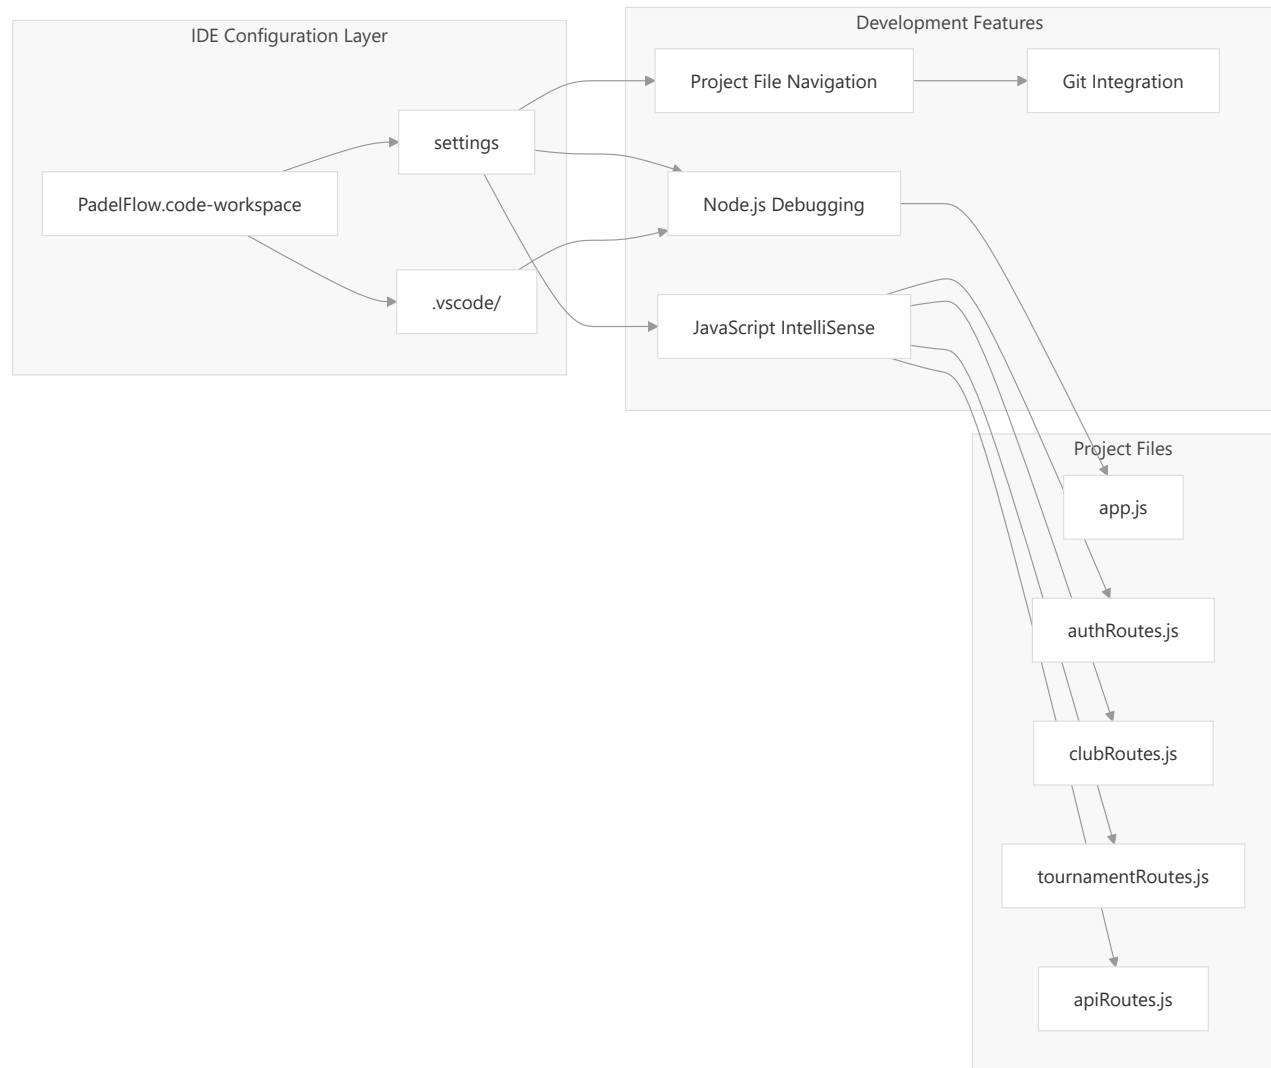 IDE Configuration Layer
PadelFlow.code-workspace
settings
.vscode/
Development Features
Project File Navigation
Git Integration
Node.js Debugging
JavaScript IntelliSense
Project Files
app.js
authRoutes.js
clubRoutes.js
tournamentRoutes.js
apiRoutes.js